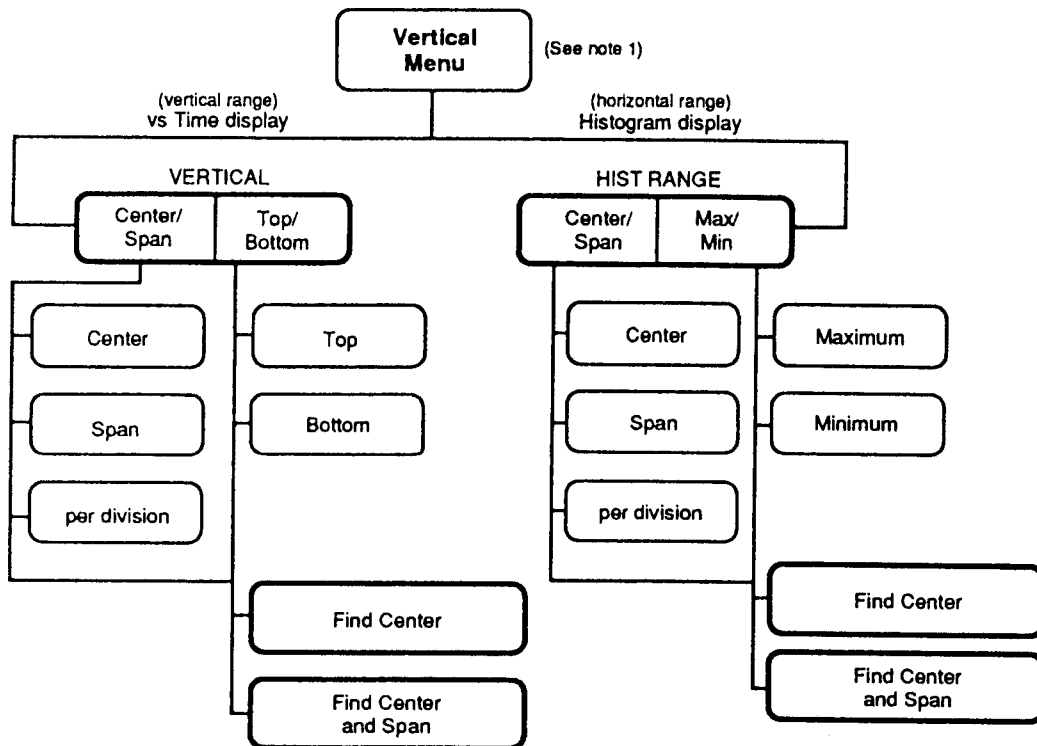 Vertical
Menu
(See note 1)
(vertical range)
vs Time display
(horizontal range)
Histogram display
VERTICAL
Center/
Span
Top/
Bottom
HIST RANGE
Center/
Span
Max/
Min
Center
Top
Span
Bottom
per division
Find Center
Find Center
and Span
Center
Maximum
Span
Minimum
per division
Find Center
Find Center
and Span